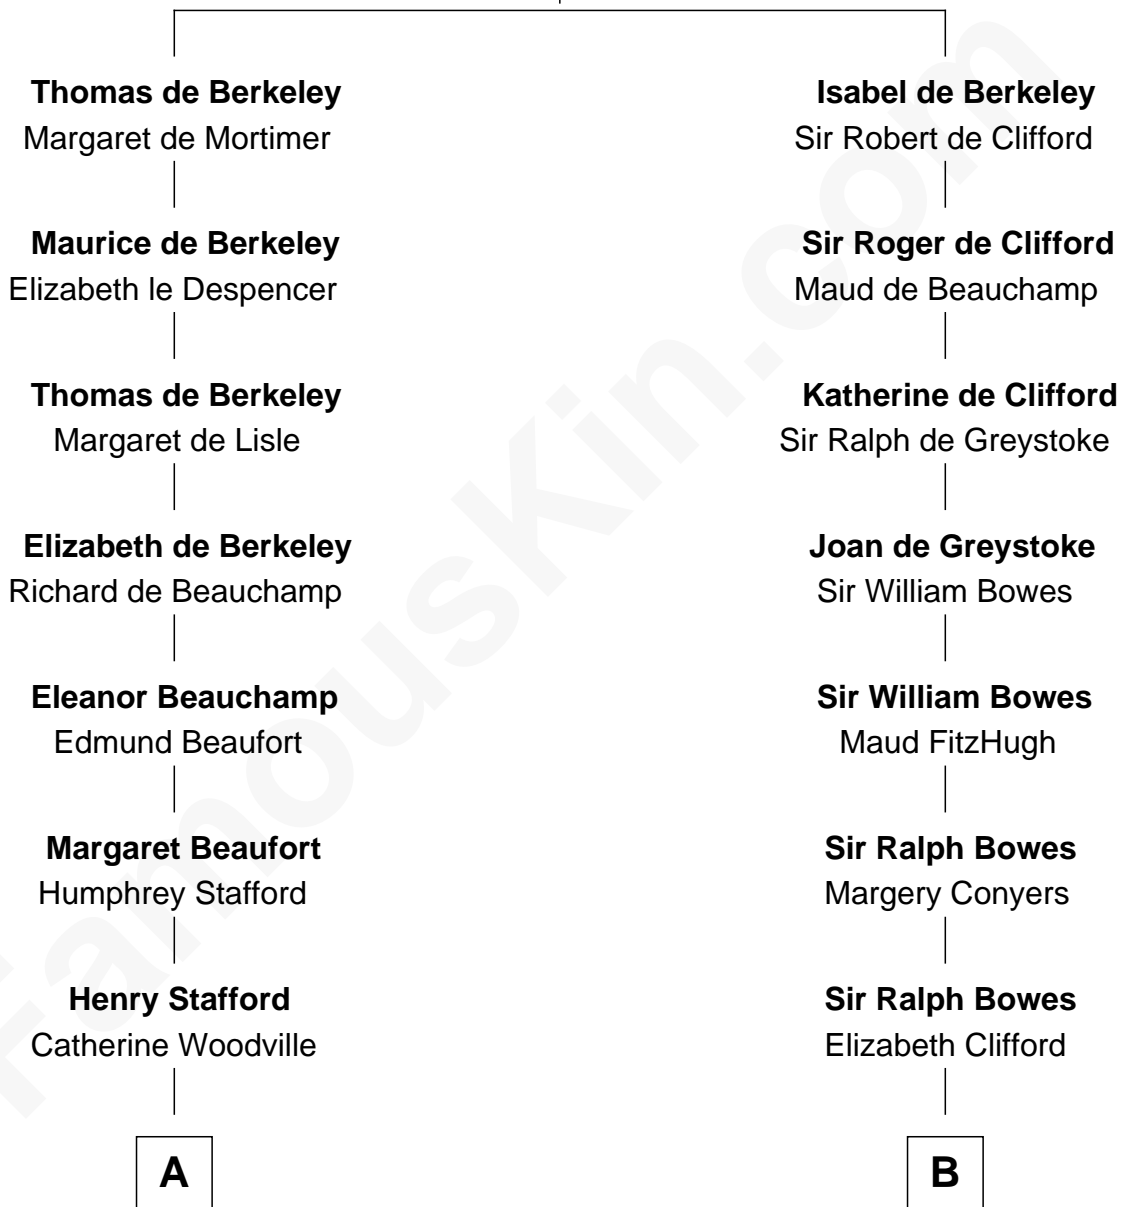 Thomas de Berkeley
Margaret de Mortimer
Maurice de Berkeley
Elizabeth le Despencer
Thomas de Berkeley
Margaret de Lisle
Elizabeth de Berkeley
Richard de Beauchamp
Eleanor Beauchamp
Edmund Beaufort
Margaret Beaufort
Humphrey Stafford
Henry Stafford
Catherine Woodville
A
Isabel de Berkeley
Sir Robert de Clifford
Sir Roger de Clifford
Maud de Beauchamp
Katherine de Clifford
Sir Ralph de Greystoke
Joan de Greystoke
Sir William Bowes
Sir William Bowes
Maud FitzHugh
Sir Ralph Bowes
Margery Conyers
Sir Ralph Bowes
Elizabeth Clifford
B
FamousKin.com